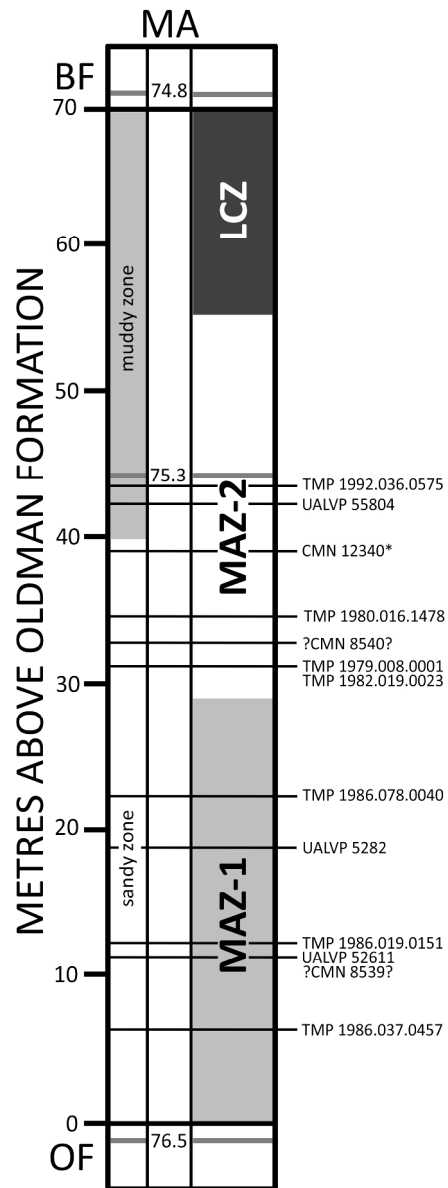 MA
BF
74.8
70
LCZ
60
muddy zone
50
75.3
TMP 1992.036.0575
UALVP 55804
MAZ-2
40
CMN 12340*
TMP 1980.016.1478
?CMN 8540?
TMP 1979.008.0001
TMP 1982.019.0023
30
METRES ABOVE OLDMAN FORMATION
TMP 1986.078.0040
20
sandy zone
UALVP 5282
MAZ-1
TMP 1986.019.0151
UALVP 52611
?CMN 8539?
10
TMP 1986.037.0457
0
76.5
OF